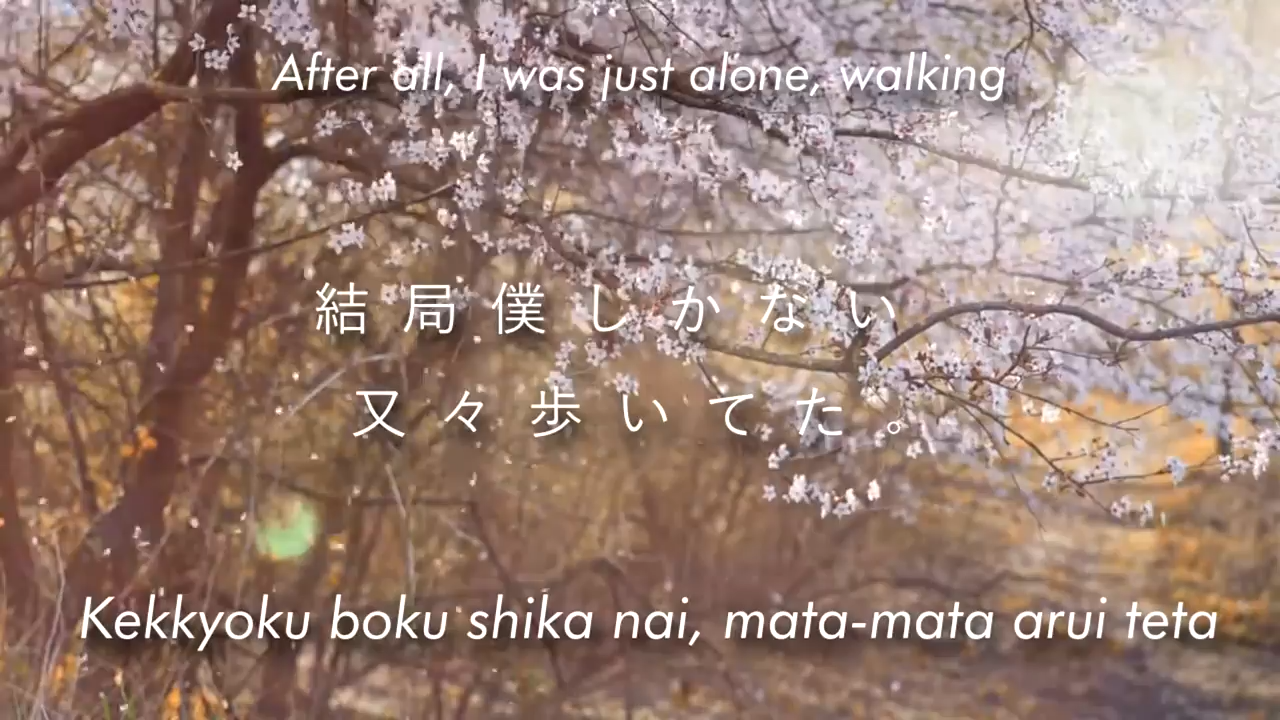 After all, I was just alone, walking
結局僕しかない
又々歩いてた。
Kekkyoku boku shika nai, mata-mata arui teta